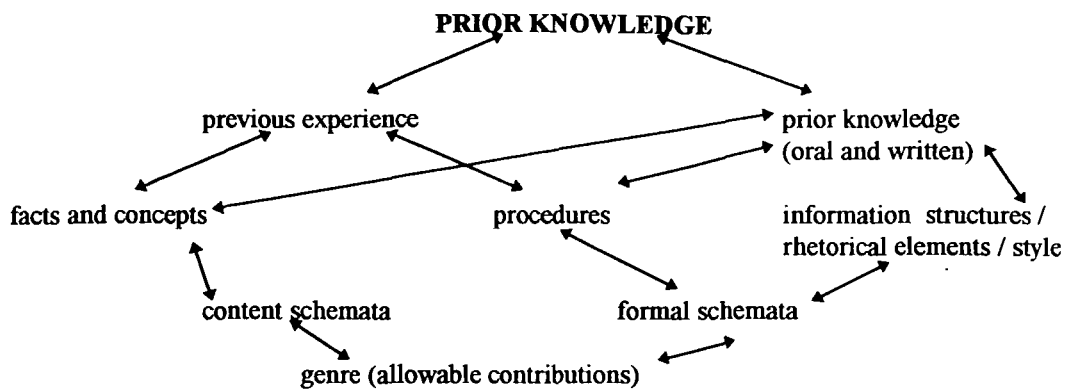 PRIOR KNOWLEDGE
previous experience
prior knowledge
(oral and written)
facts and concepts
procedures
information structures /
rhetorical elements / style
content schemata
formal schemata
genre (allowable contributions)